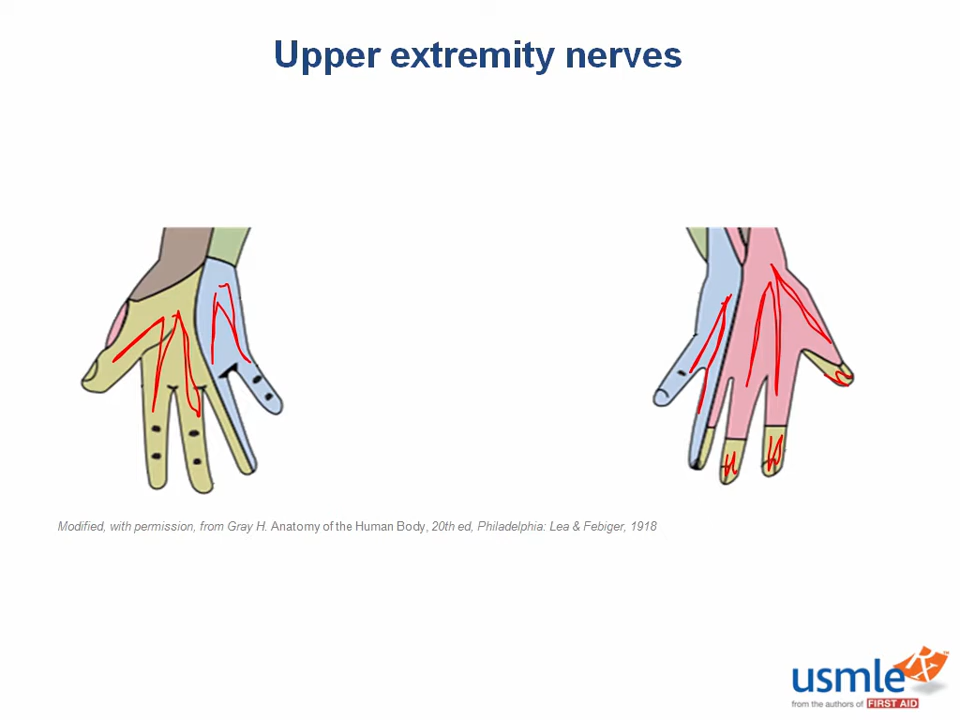 Upper extremity nerves
Modified, with permission, from Gray H. Anatomy of the Human Body, 20th ed, Philadelphia: Lea & Febiger, 1918
usmle Rx™
from the authors of FIRST AID